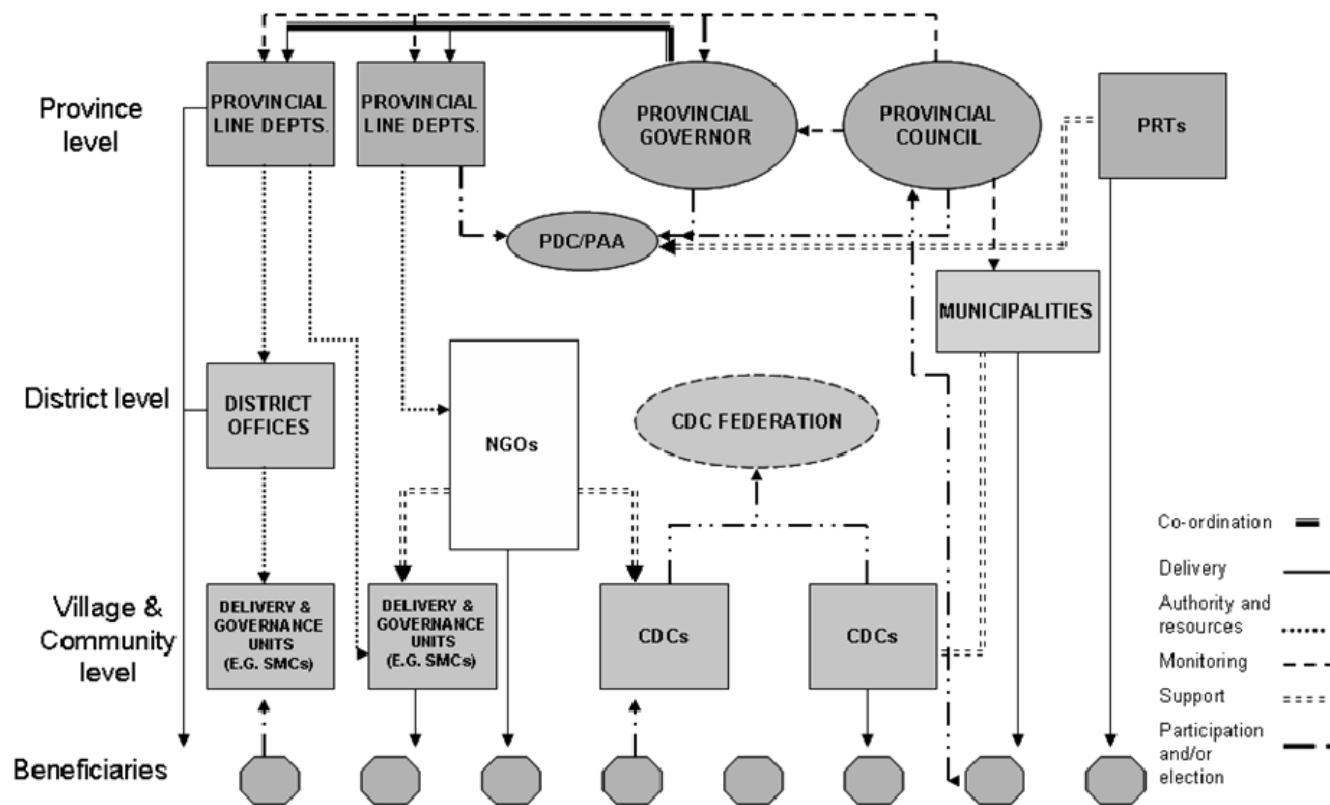 Province
level
PROVINCIAL
LINE DEPTS.
PROVINCIAL
LINE DEPTS.
PROVINCIAL
GOVERNOR
PROVINCIAL
COUNCIL
PRTs
PDC/PAA
MUNICIPALITIES
District level
DISTRICT
OFFICES
NGOs
CDC FEDERATION
Village &
Community
level
DELIVERY &
GOVERNANCE
UNITS
(E.G. SMCs)
DELIVERY &
GOVERNANCE
UNITS
(E.G. SMCs)
CDCs
CDCs
Beneficiaries
Co-ordination
Delivery
Authority and
resources
Monitoring
Support
Participation
and/or
election